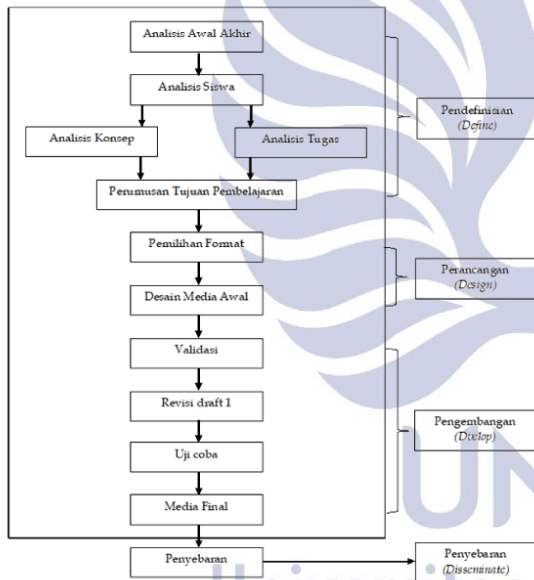 Analisis Awal Akhir
Analisis Siswa
Analisis Konsep
Analisis Tugas
Perumusan Tujuan Pembelajaran
Pendefinisian
(Define)
Pemilihan Format
Desain Media Awal
Perancangan
(Design)
Validasi
Revisi draft 1
Uji coba
Media Final
Pengembangan
(Dvelop)
UN
Penyebaran
Penyebaran
(Disseminate)